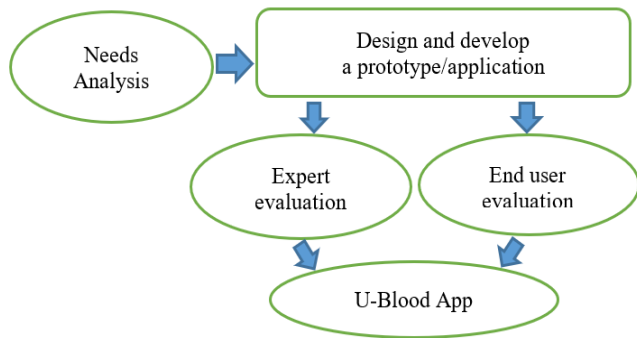 Needs
Analysis
Design and develop
a prototype/application
Expert
evaluation
End user
evaluation
U-Blood App